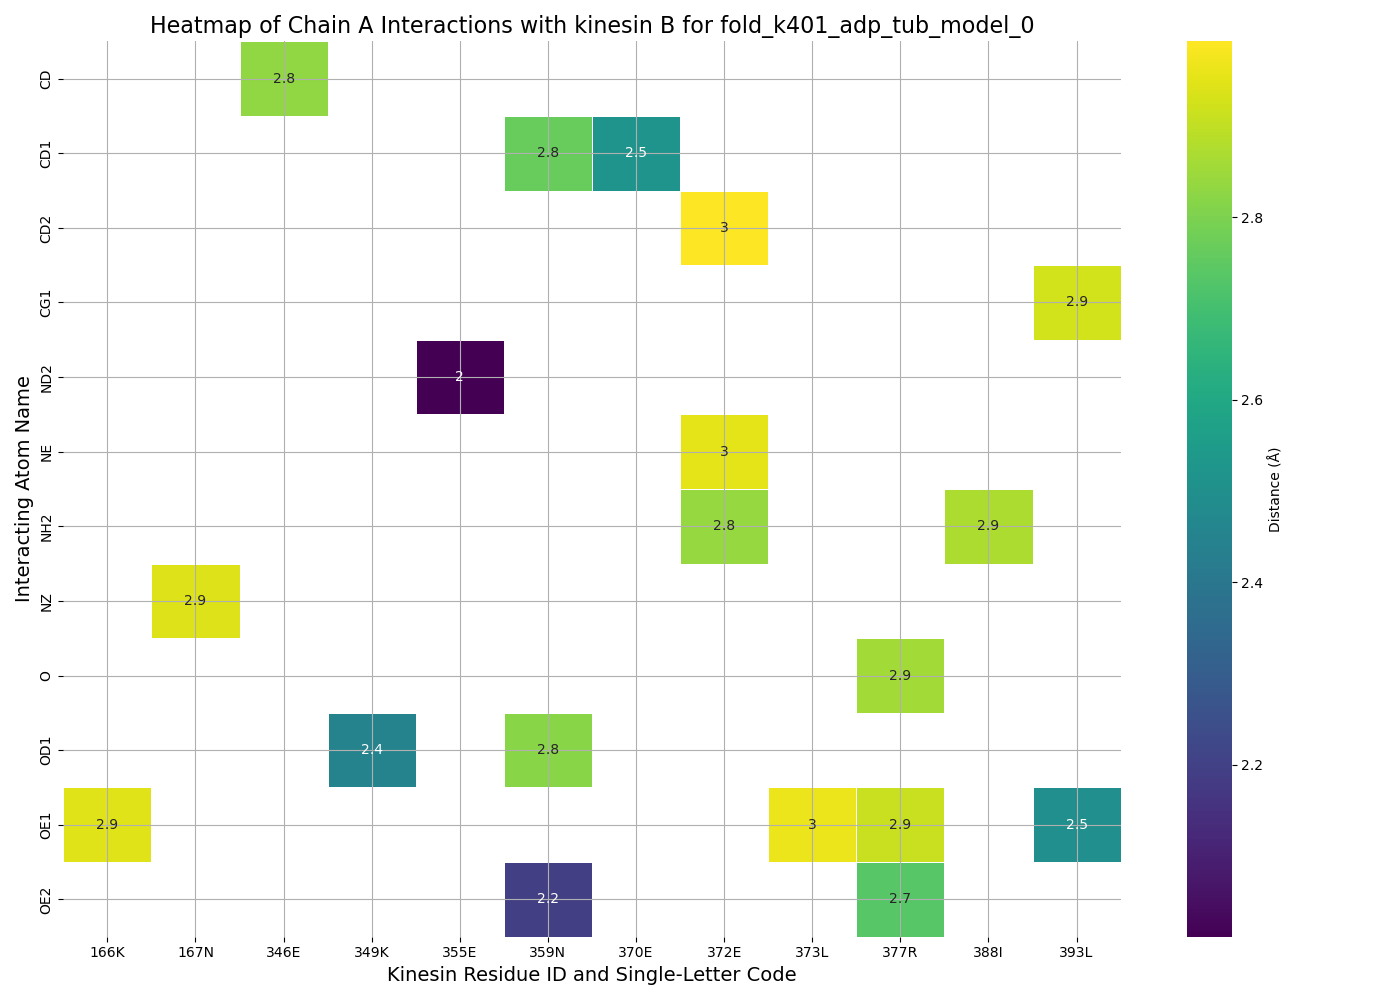 Heatmap of Chain A Interactions with kinesin B for fold_k401_adp_tub_model_0
Interacting Atom Name
CD
2.8
CD1
2.8 2.5
CD2
3
CG1
2.9
ND2
2
NE
3
NH2
2.8 2.9
NZ
2.9
O
2.9
OD1
2.4 2.8
OE1
2.9 3 2.9 2.5
OE2
2.2 2.7
166K 167N 346E 349K 355E 359N 370E 372E 373L 377R 388I 393L
Kinesin Residue ID and Single-Letter Code
2.8
2.6
2.4
2.2
Distance (Å)